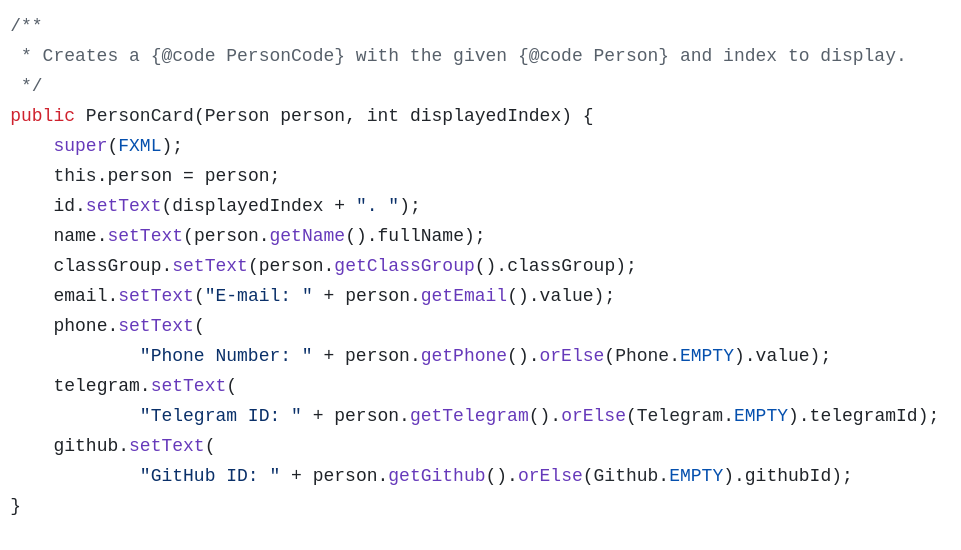 /**
 * Creates a {@code PersonCode} with the given {@code Person} and index to display.
 */
public PersonCard(Person person, int displayedIndex) {
    super(FXML);
    this.person = person;
    id.setText(displayedIndex + ". ");
    name.setText(person.getName().fullName);
    classGroup.setText(person.getClassGroup().classGroup);
    email.setText("E-mail: " + person.getEmail().value);
    phone.setText(
            "Phone Number: " + person.getPhone().orElse(Phone.EMPTY).value);
    telegram.setText(
            "Telegram ID: " + person.getTelegram().orElse(Telegram.EMPTY).telegramId);
    github.setText(
            "GitHub ID: " + person.getGithub().orElse(Github.EMPTY).githubId);
}